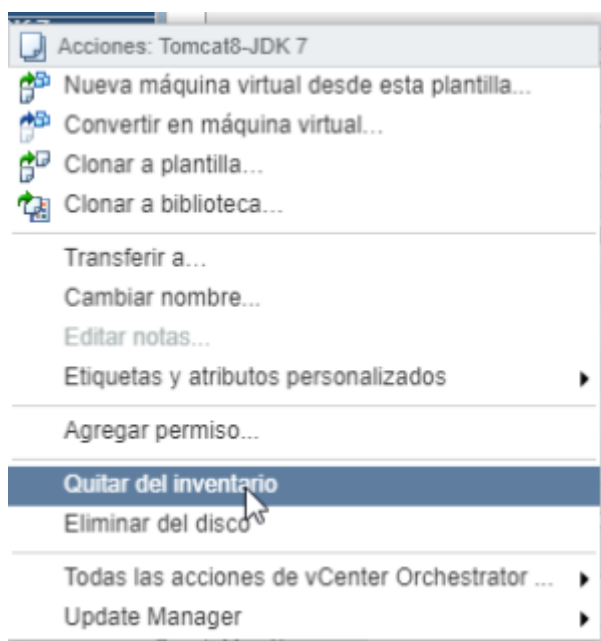 Acciones: Tomcat8-JDK 7
Nueva máquina virtual desde esta plantilla...
Convertir en máquina virtual...
Clonar a plantilla...
Clonar a biblioteca...
Transferir a...
Cambiar nombre...
Editar notas...
Etiquetas y atributos personalizados
Agregar permiso...
Quitar del inventario
Eliminar del disco
Todas las acciones de vCenter Orchestrator ...
Update Manager